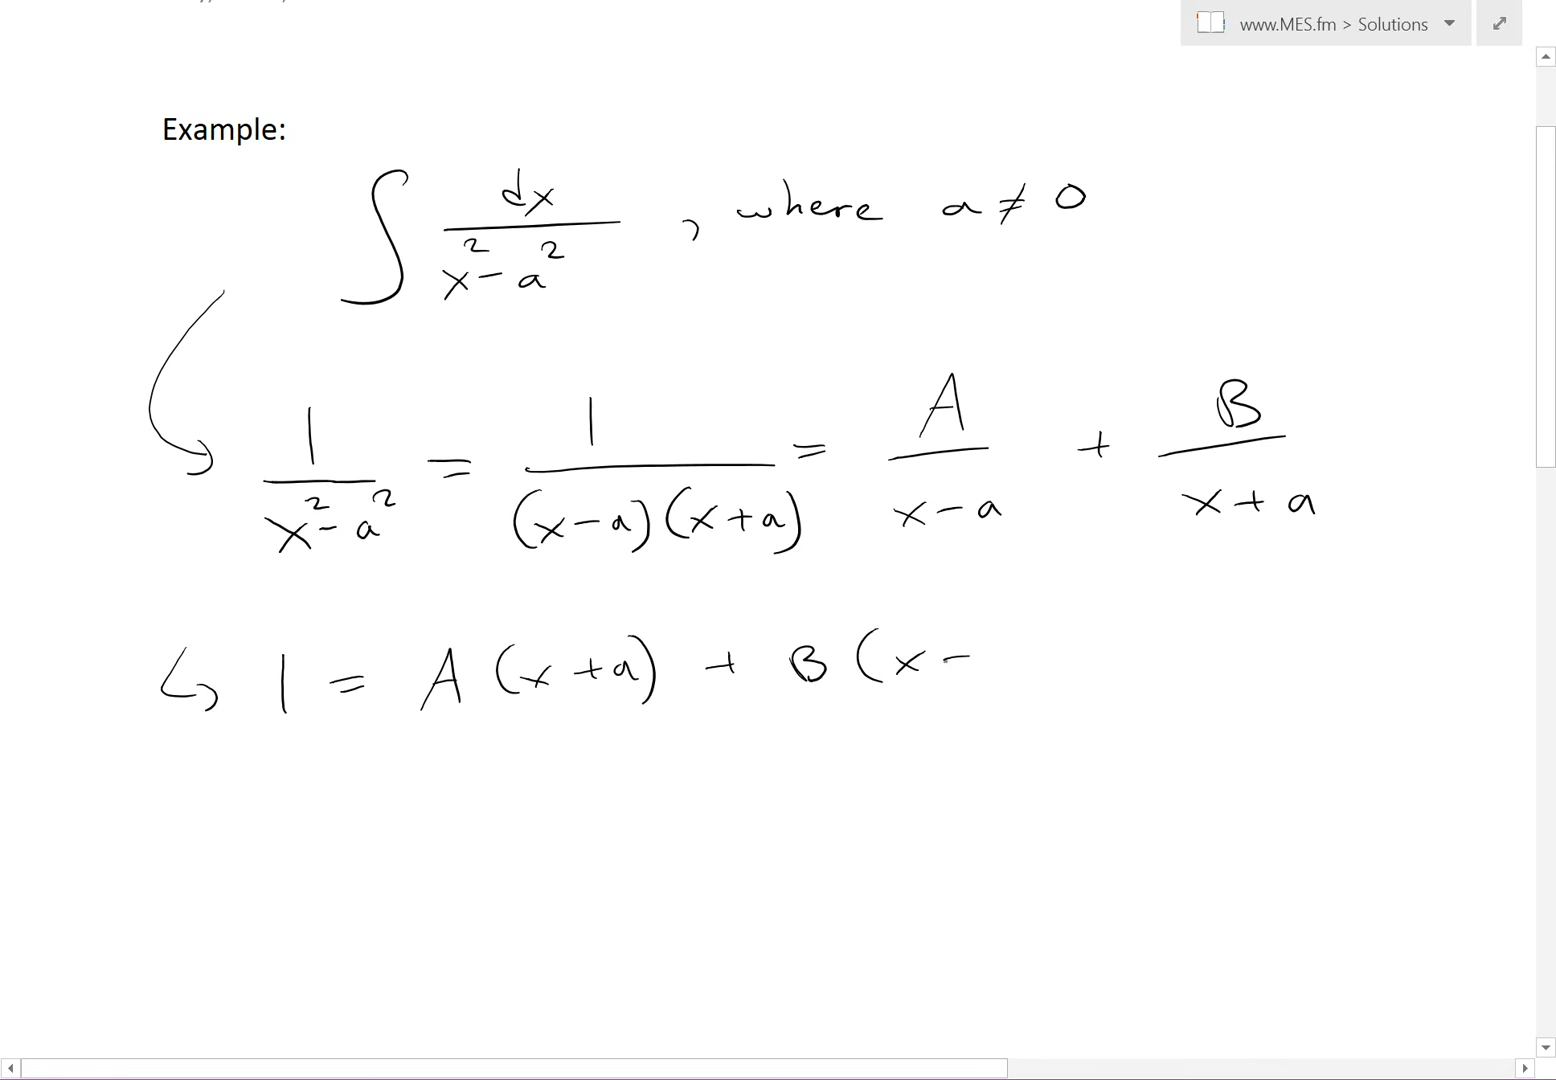 www.MES.fm > Solutions
Example:
∫ dx / (x² - a²) , where a ≠ 0
1 / (x² - a²) = 1 / (x - a)(x + a) = A / (x - a) + B / (x + a)
↳ 1 = A (x + a) + B (x -